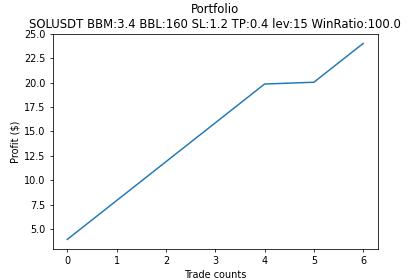 Portfolio
SOLUSDT BBM:3.4 BBL:160 SL:1.2 TP:0.4 lev:15 WinRatio:100.0
25.0
22.5
20.0
17.5
15.0
12.5
10.0
7.5
5.0
Profit ($)
0 1 2 3 4 5 6
Trade counts